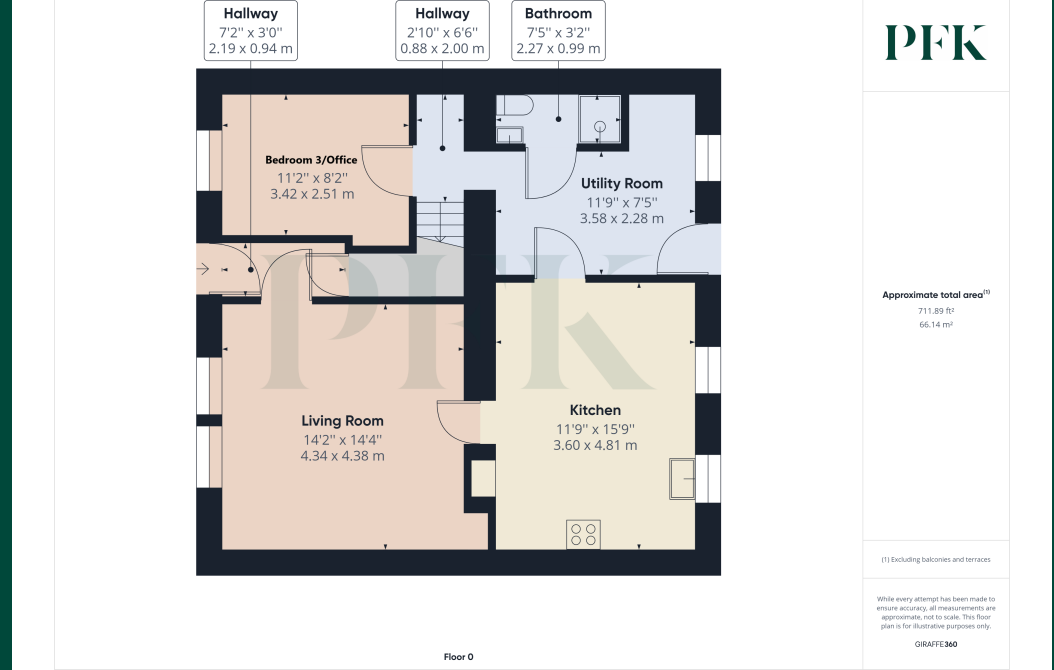 Hallway
7'2'' x 3'0''
2.19 x 0.94 m
Hallway
2'10'' x 6'6''
0.88 x 2.00 m
Bathroom
7'5'' x 3'2''
2.27 x 0.99 m
Bedroom 3/Office
11'2'' x 8'2''
3.42 x 2.51 m
Utility Room
11'9'' x 7'5''
3.58 x 2.28 m
PFK
Living Room
14'2'' x 14'4''
4.34 x 4.38 m
Kitchen
11'9'' x 15'9''
3.60 x 4.81 m
Floor 0
PFK
Approximate total area(1)
711.89 ft²
66.14 m²
(1) Excluding balconies and terraces
While every attempt has been made to
ensure accuracy, all measurements are
approximate, not to scale. This floor
plan is for illustrative purposes only.
GIRAFFE360